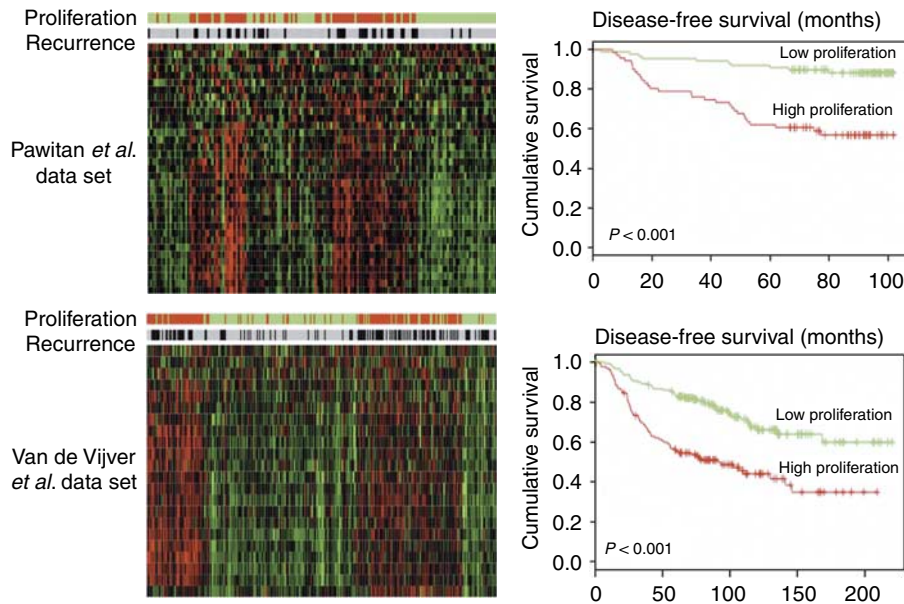 Proliferation
Recurrence
Pawitan et al.
data set
Disease-free survival (months)
Cumulative survival
1.0
0.8
0.6
0.4
0.2
0.0
Low proliferation
High proliferation
P < 0.001
0 20 40 60 80 100
Proliferation
Recurrence
Van de Vijver
et al. data set
Disease-free survival (months)
Cumulative survival
1.0
0.8
0.6
0.4
0.2
0.0
Low proliferation
High proliferation
P < 0.001
0 50 100 150 200